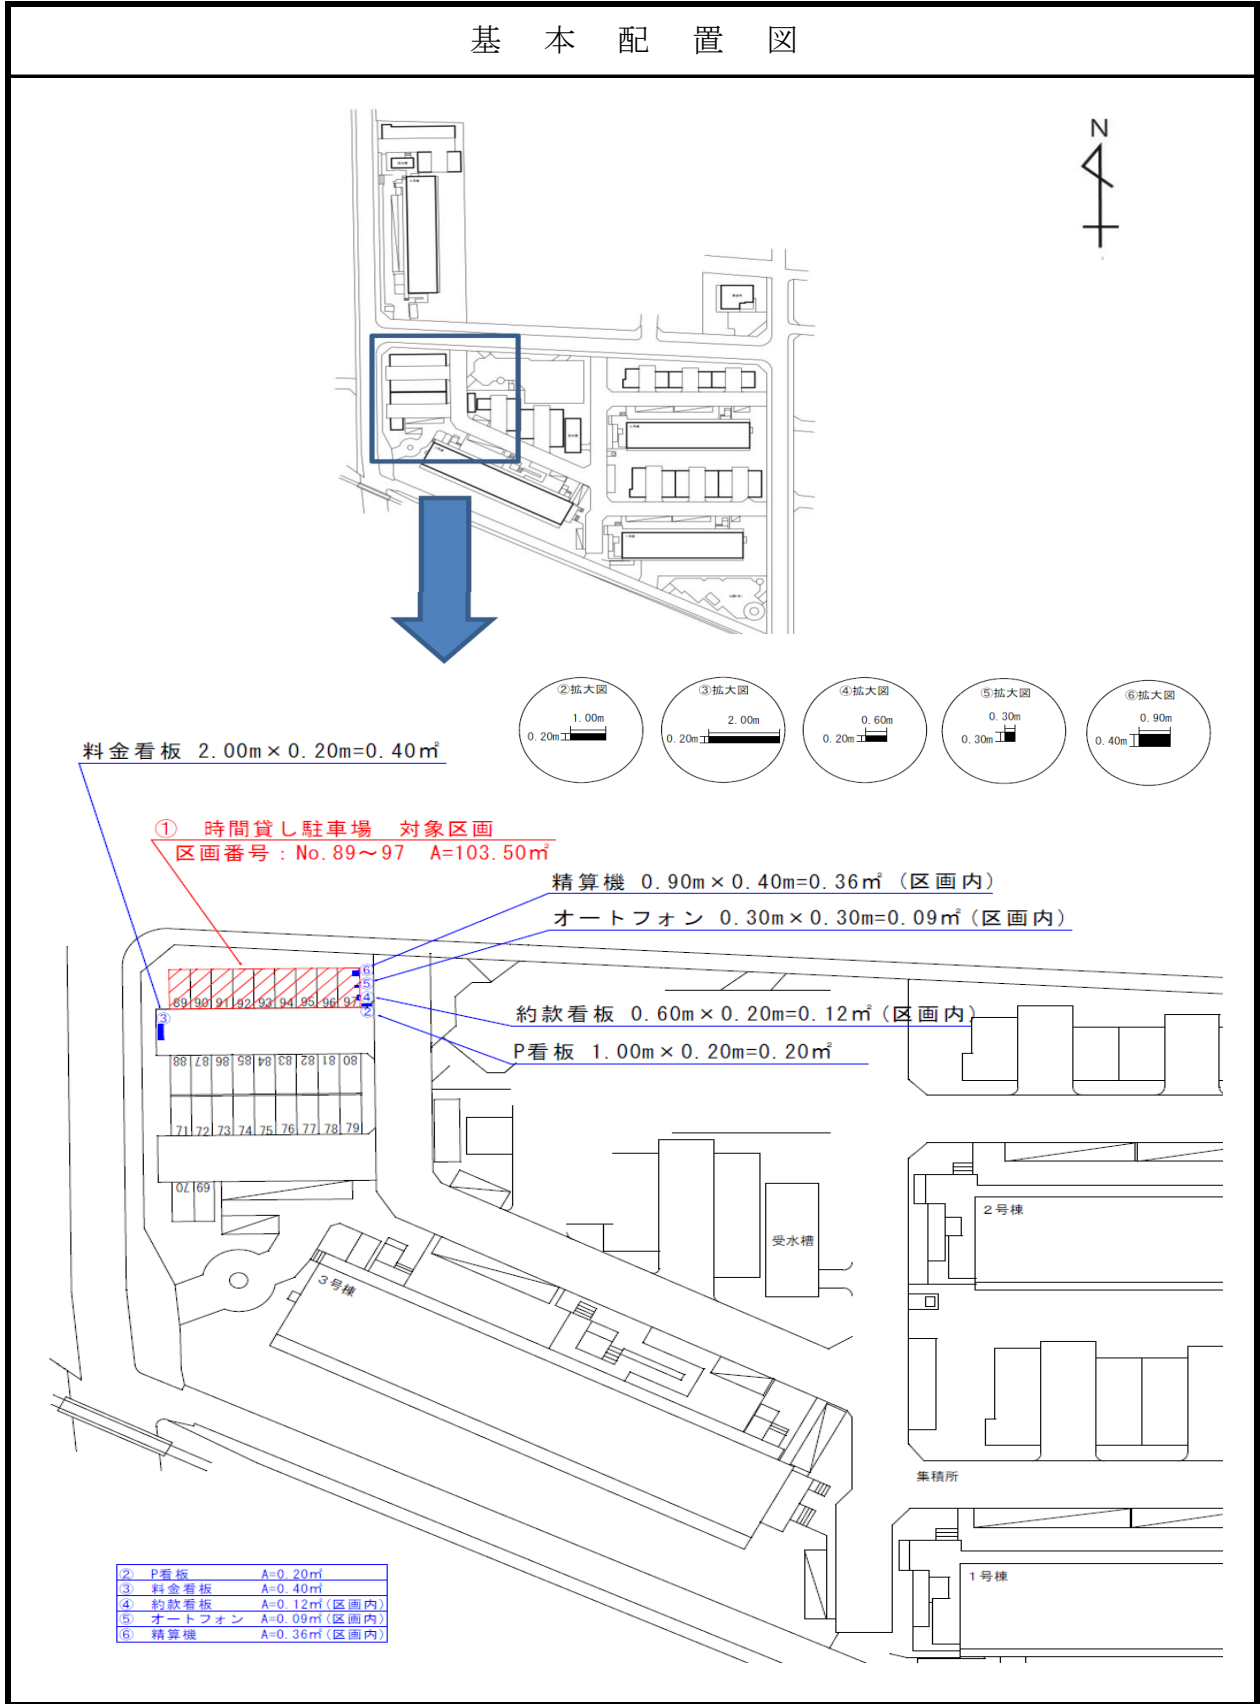 基本配置図
N
②拡大図
1.00m
0.20m
③拡大図
2.00m
0.20m
④拡大図
0.60m
0.20m
⑤拡大図
0.30m
0.30m
⑥拡大図
0.90m
0.40m
料金看板 2.00m×0.20m=0.40㎡
① 時間貸し駐車場 対象区画
区画番号：No.89～97 A=103.50㎡
精算機 0.90m×0.40m=0.36㎡（区画内）
オートフォン 0.30m×0.30m=0.09㎡（区画内）
約款看板 0.60m×0.20m=0.12㎡（区画内）
P看板 1.00m×0.20m=0.20㎡
⑥
⑤
④
②
③
89 90 91 92 93 94 95 96 97
88 87 86 85 84 83 82 81 80
71 72 73 74 75 76 77 78 79
70 69
受水槽
2号棟
3号棟
集積所
1号棟
② P看板 A=0.20㎡
③ 料金看板 A=0.40㎡
④ 約款看板 A=0.12㎡（区画内）
⑤ オートフォン A=0.09㎡（区画内）
⑥ 精算機 A=0.36㎡（区画内）